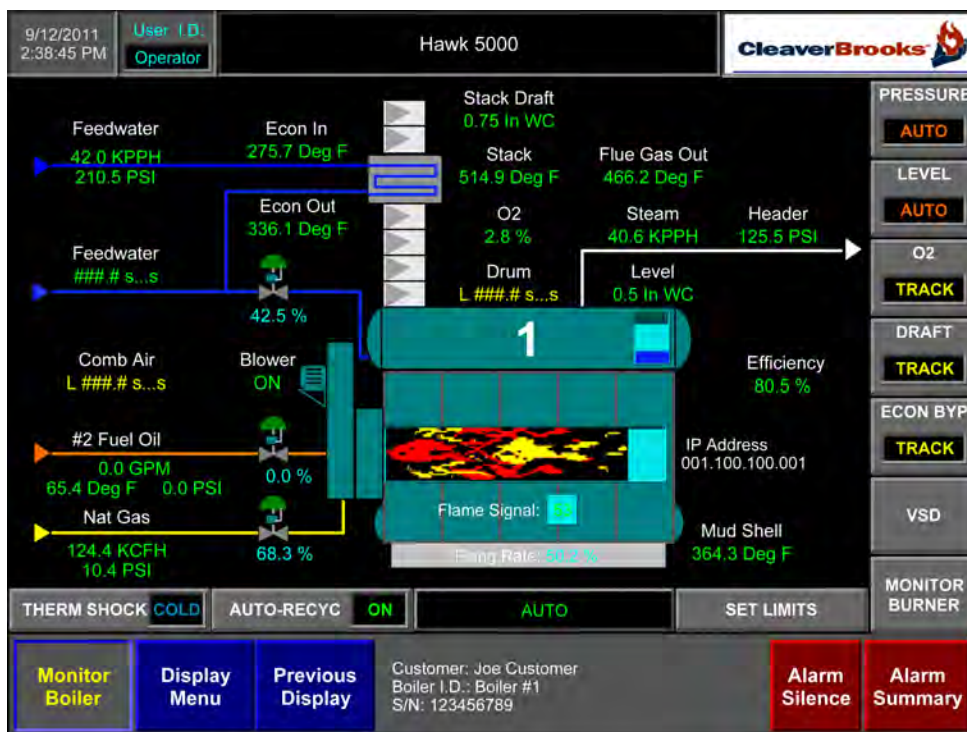 9/12/2011
2:38:45 PM
User I.D.
Operator
Hawk 5000
CleaverBrooks
Feedwater
42.0 KPPH
210.5 PSI
Econ In
275.7 Deg F
Stack Draft
0.75 In WC
Stack
514.9 Deg F
Flue Gas Out
466.2 Deg F
Econ Out
336.1 Deg F
O2
2.8 %
Steam
40.6 KPPH
Header
125.5 PSI
Feedwater
###.# s...s
42.5 %
Drum
L ###.# s...s
Level
0.5 In WC
1
Comb Air
L ###.# s...s
Blower
ON
Efficiency
80.5 %
#2 Fuel Oil
0.0 GPM
65.4 Deg F 0.0 PSI
0.0 %
IP Address
001.100.100.001
Nat Gas
124.4 KCFH
10.4 PSI
68.3 %
Flame Signal:
Firing Rate:
Mud Shell
364.3 Deg F
PRESSURE
AUTO
LEVEL
AUTO
O2
TRACK
DRAFT
TRACK
ECON BYP
TRACK
VSD
MONITOR
BURNER
THERM SHOCK COLD
AUTO-RECYC ON
AUTO
SET LIMITS
Monitor
Boiler
Display
Menu
Previous
Display
Customer: Joe Customer
Boiler I.D.: Boiler #1
S/N: 123456789
Alarm
Silence
Alarm
Summary